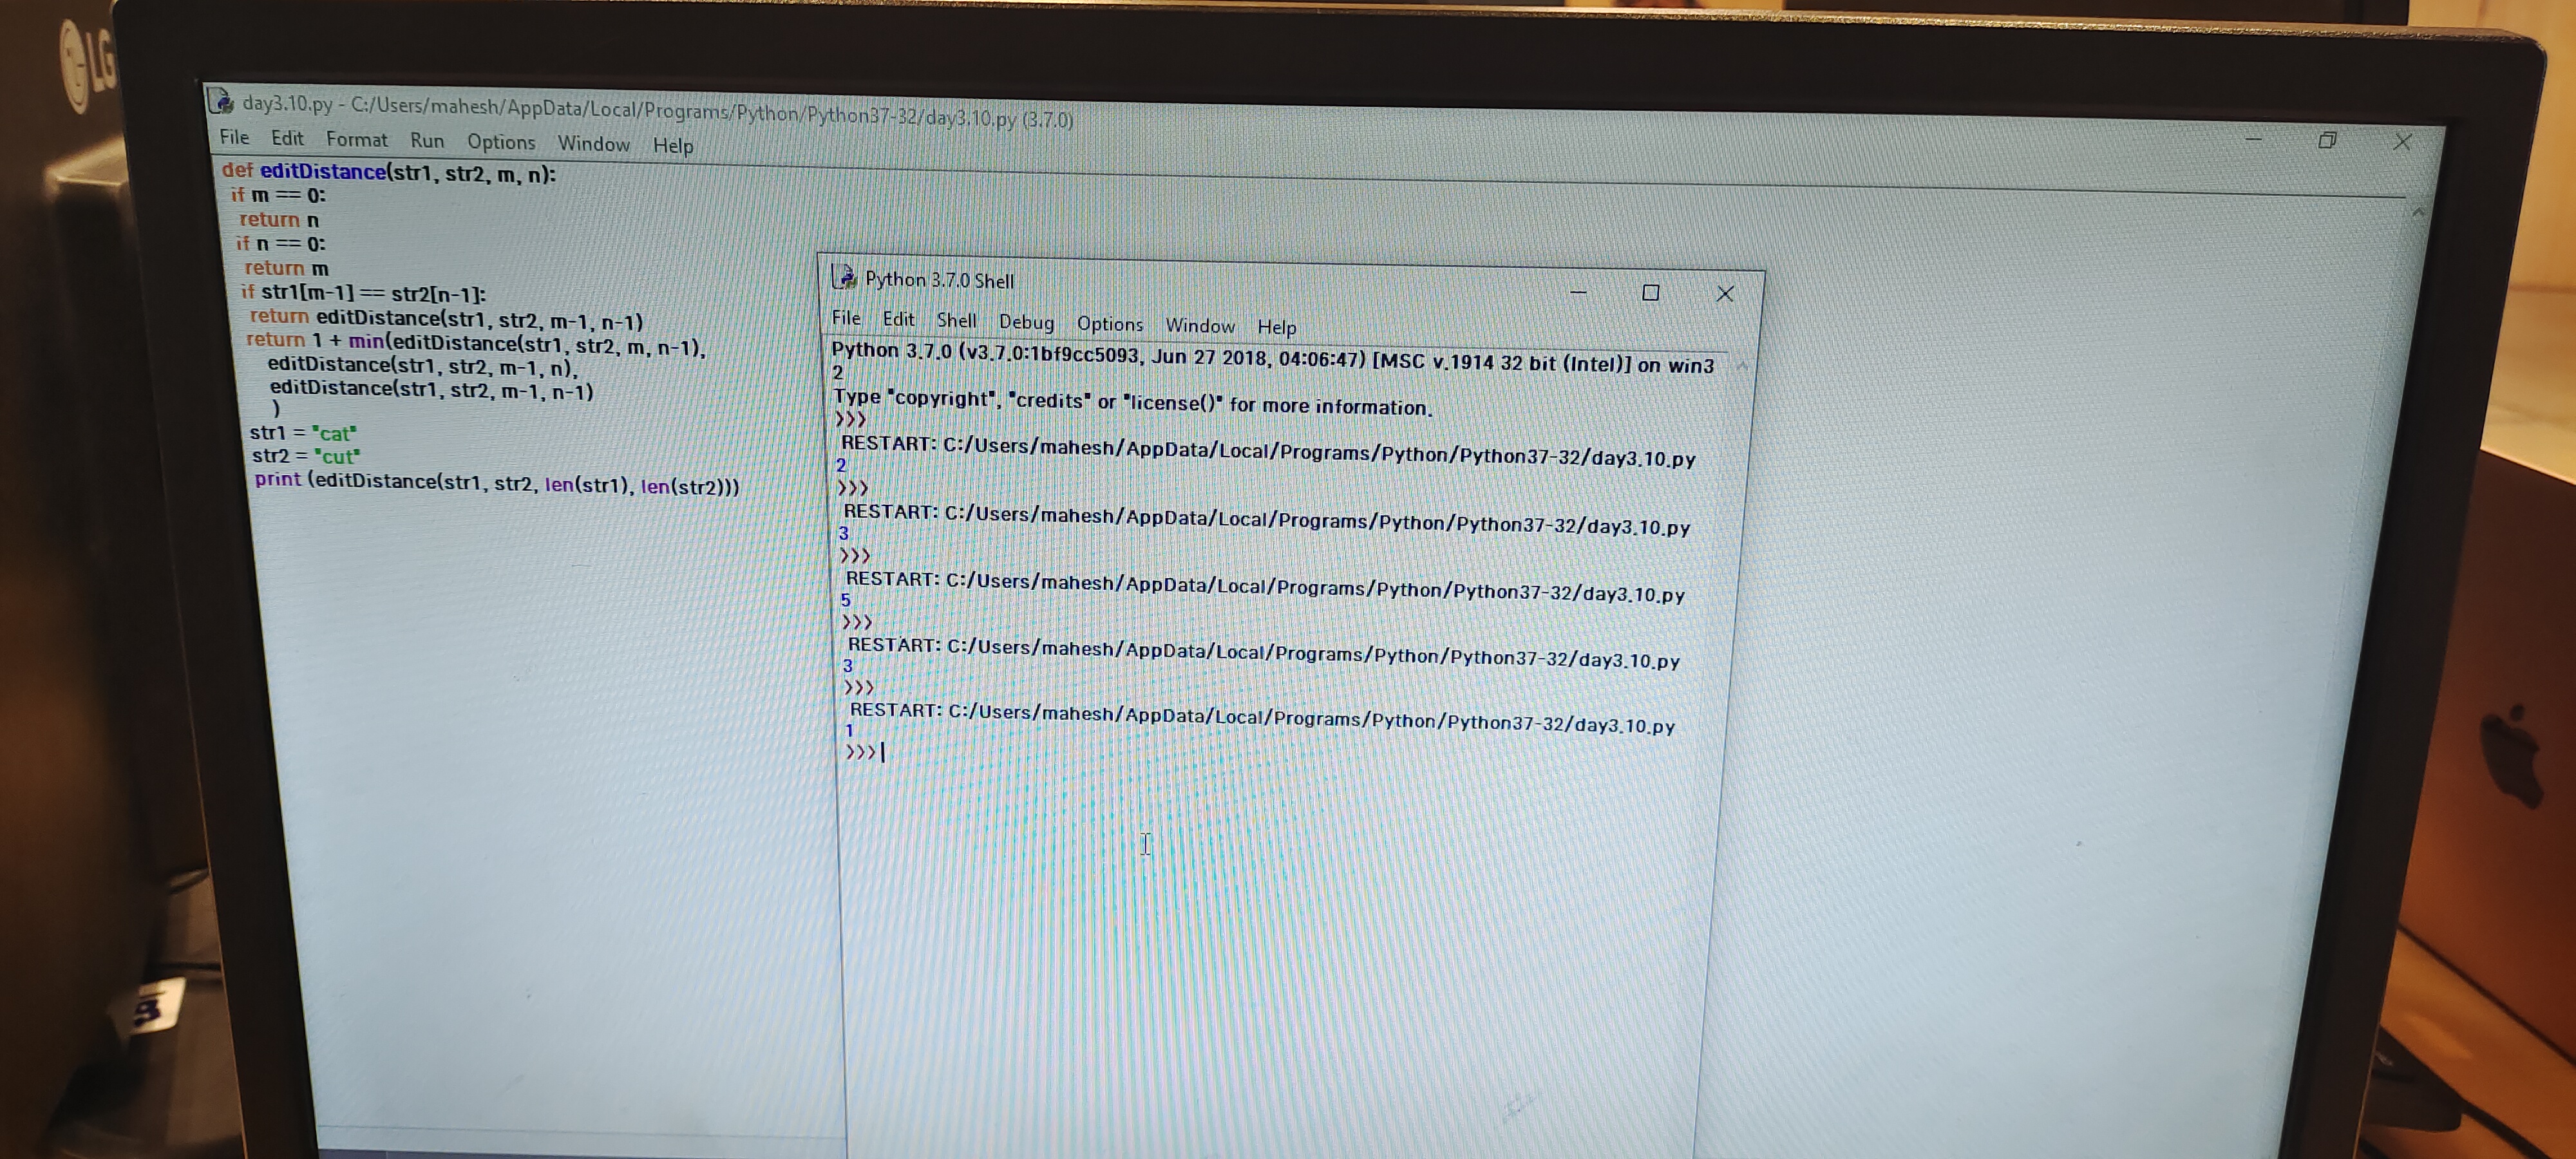 LG
day3.10.py - C:/Users/mahesh/AppData/Local/Programs/Python/Python37-32/day3.10.py (3.7.0)
File Edit Format Run Options Window Help
def editDistance(str1, str2, m, n):
if m == 0:
return n
if n == 0:
return m
if str1[m-1] == str2[n-1]:
return editDistance(str1, str2, m-1, n-1)
return 1 + min(editDistance(str1, str2, m, n-1),
editDistance(str1, str2, m-1, n),
editDistance(str1, str2, m-1, n-1)
)
str1 = "cat"
str2 = "cut"
print (editDistance(str1, str2, len(str1), len(str2)))
Python 3.7.0 Shell
File Edit Shell Debug Options Window Help
Python 3.7.0 (v3.7.0:1bf9cc5093, Jun 27 2018, 04:06:47) [MSC v.1914 32 bit (Intel)] on win3
2
Type "copyright", "credits" or "license()" for more information.
>>>
RESTART: C:/Users/mahesh/AppData/Local/Programs/Python/Python37-32/day3.10.py
2
>>>
RESTART: C:/Users/mahesh/AppData/Local/Programs/Python/Python37-32/day3.10.py
3
>>>
RESTART: C:/Users/mahesh/AppData/Local/Programs/Python/Python37-32/day3.10.py
5
>>>
RESTART: C:/Users/mahesh/AppData/Local/Programs/Python/Python37-32/day3.10.py
3
>>>
RESTART: C:/Users/mahesh/AppData/Local/Programs/Python/Python37-32/day3.10.py
1
>>>